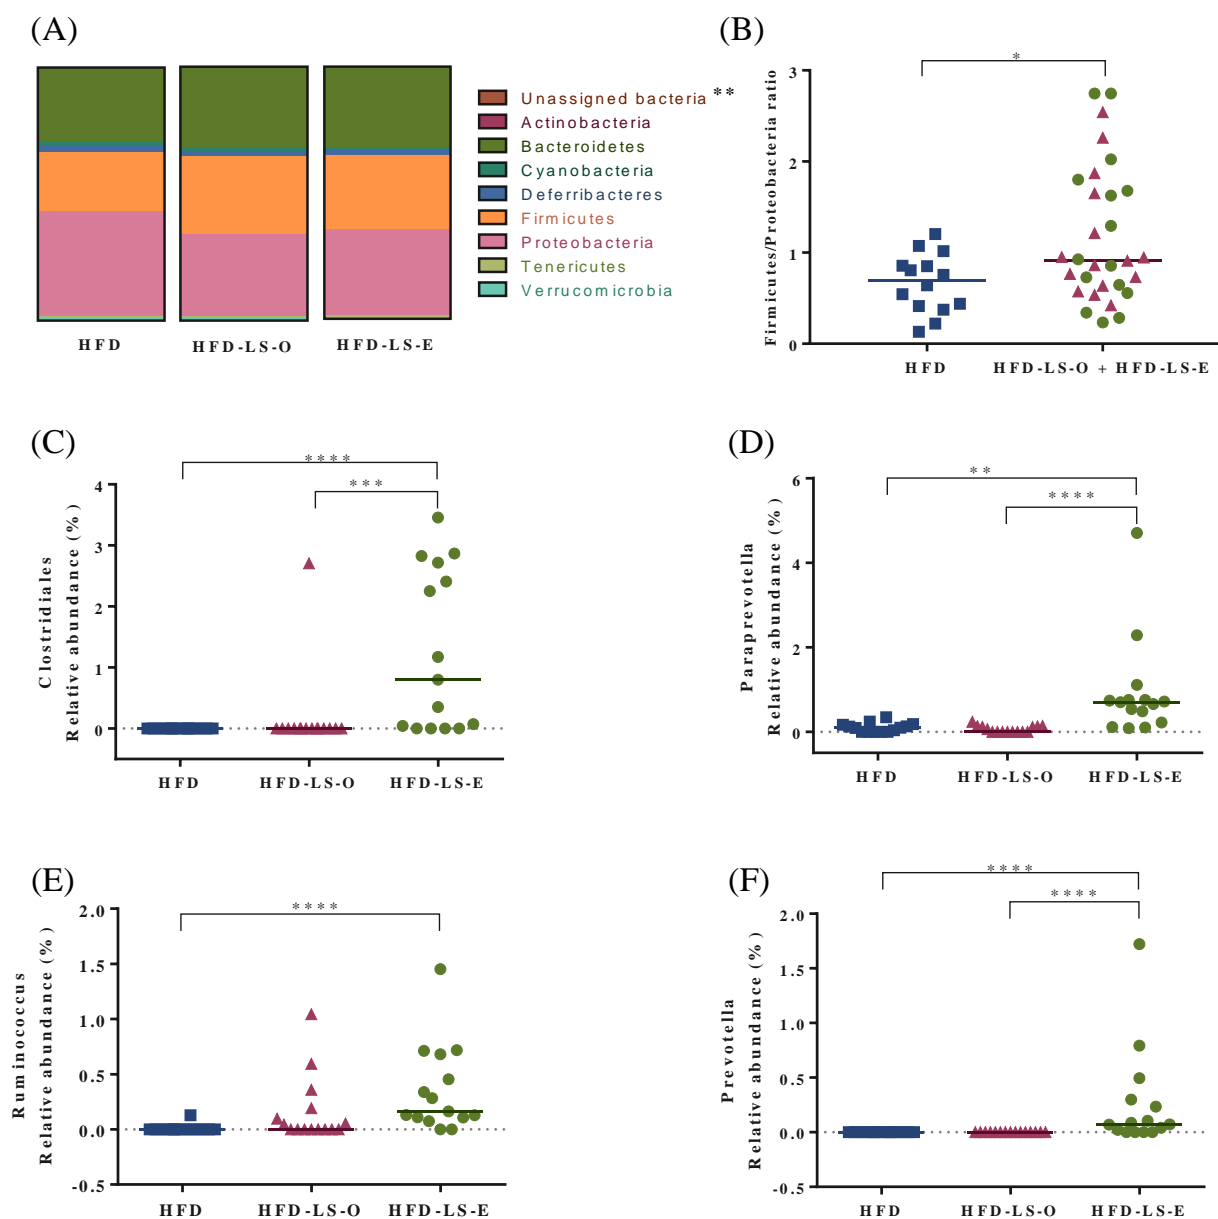 (A)
Unassigned bacteria **
Actinobacteria
Bacteroidetes
Cyanobacteria
Deferribacteres
Firmicutes
Proteobacteria
Tenericutes
Verrucomicrobia
HFD
HFD-LS-O
HFD-LS-E
(B)
*
Firmicutes/Proteobacteria ratio
3
2
1
0
HFD
HFD-LS-O + HFD-LS-E
(C)
****
***
Clostridiales
Relative abundance (%)
4
3
2
1
0
HFD
HFD-LS-O
HFD-LS-E
(D)
**
****
Paraprevotella
Relative abundance (%)
6
4
2
0
HFD
HFD-LS-O
HFD-LS-E
(E)
****
Ruminococcus
Relative abundance (%)
2.0
1.5
1.0
0.5
0.0
-0.5
HFD
HFD-LS-O
HFD-LS-E
(F)
****
****
Prevotella
Relative abundance (%)
2.0
1.5
1.0
0.5
0.0
-0.5
HFD
HFD-LS-O
HFD-LS-E